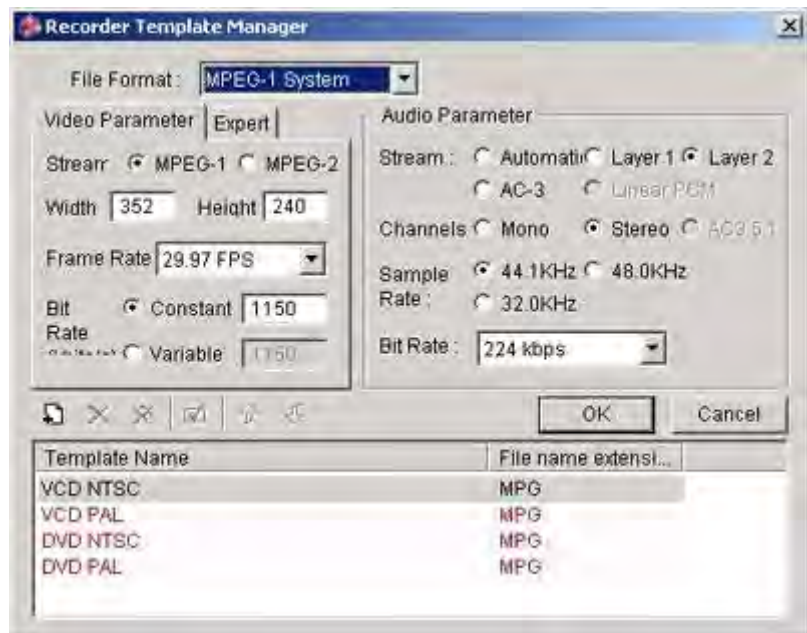 Recorder Template Manager
File Format : MPEG-1 System
Video Parameter Expert
Stream MPEG-1 MPEG-2
Width 352 Height 240
Frame Rate 29.97 FPS
Bit Rate Constant 1150
Variable 1150
Audio Parameter
Stream : Automatic Layer 1 Layer 2
AC-3 Linear PCM
Channels Mono Stereo AC3 5.1
Sample Rate : 44.1KHz 48.0KHz
32.0KHz
Bit Rate : 224 kbps
OK Cancel
Template Name File name extensi...
VCD NTSC MPG
VCD PAL MPG
DVD NTSC MPG
DVD PAL MPG